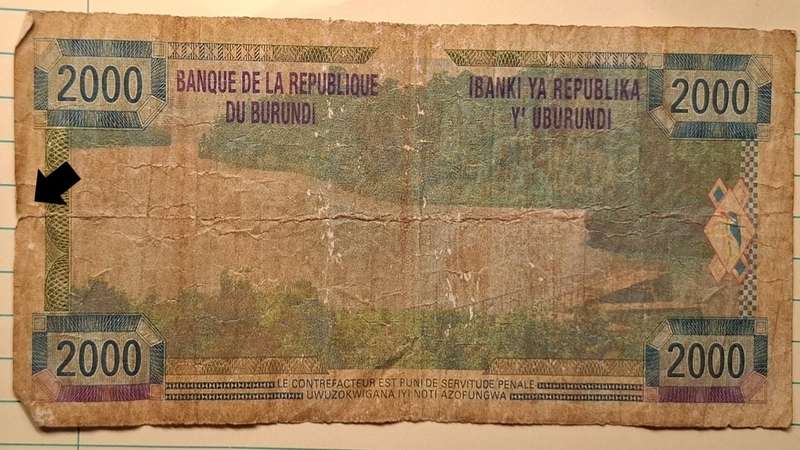 2000
BANQUE DE LA REPUBLIQUE
DU BURUNDI
IBANKI YA REPUBLIKA
Y' UBURUNDI
2000
2000
LE CONTREFACTEUR EST PUNI DE SERVITUDE PENALE
UWUZOKWIGANA IYI NOTI AZOFUNGWA
2000